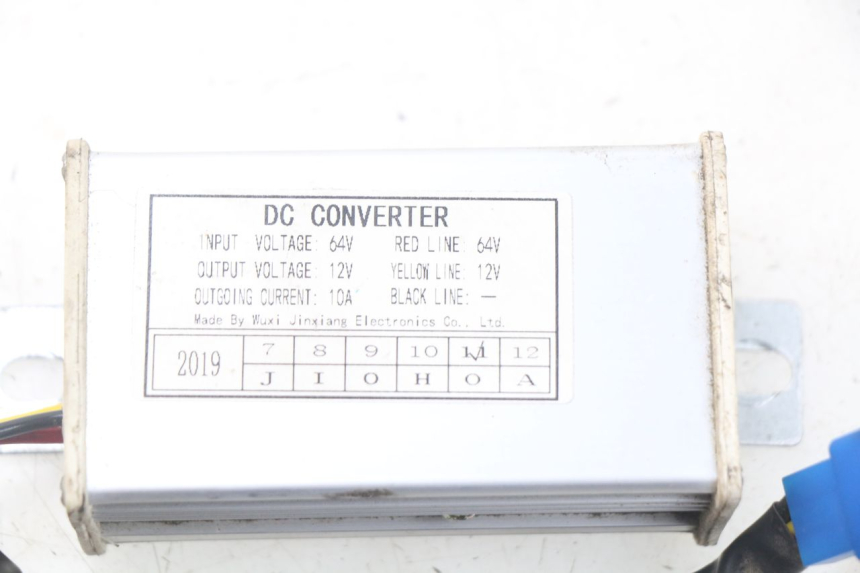 DC CONVERTER
INPUT VOLTAGE: 64V RED LINE: 64V
OUTPUT VOLTAGE: 12V YELLOW LINE: 12V
OUTGOING CURRENT: 10A BLACK LINE: —
Made By Wuxi Jinxiang Electronics Co., Ltd.
2019 7 8 9 10 11 12
J I O H O A